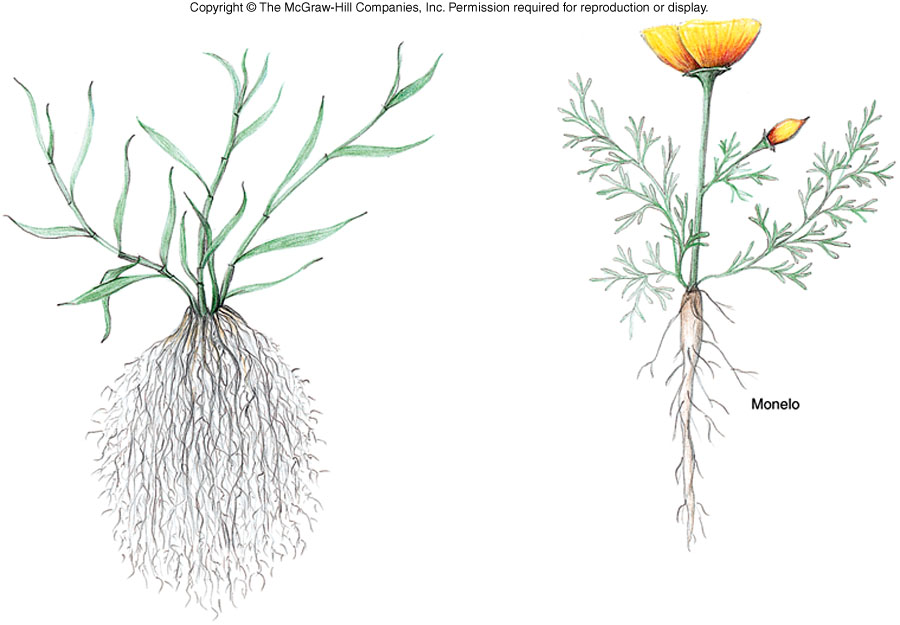 Copyright © The McGraw-Hill Companies, Inc. Permission required for reproduction or display.
Monelo